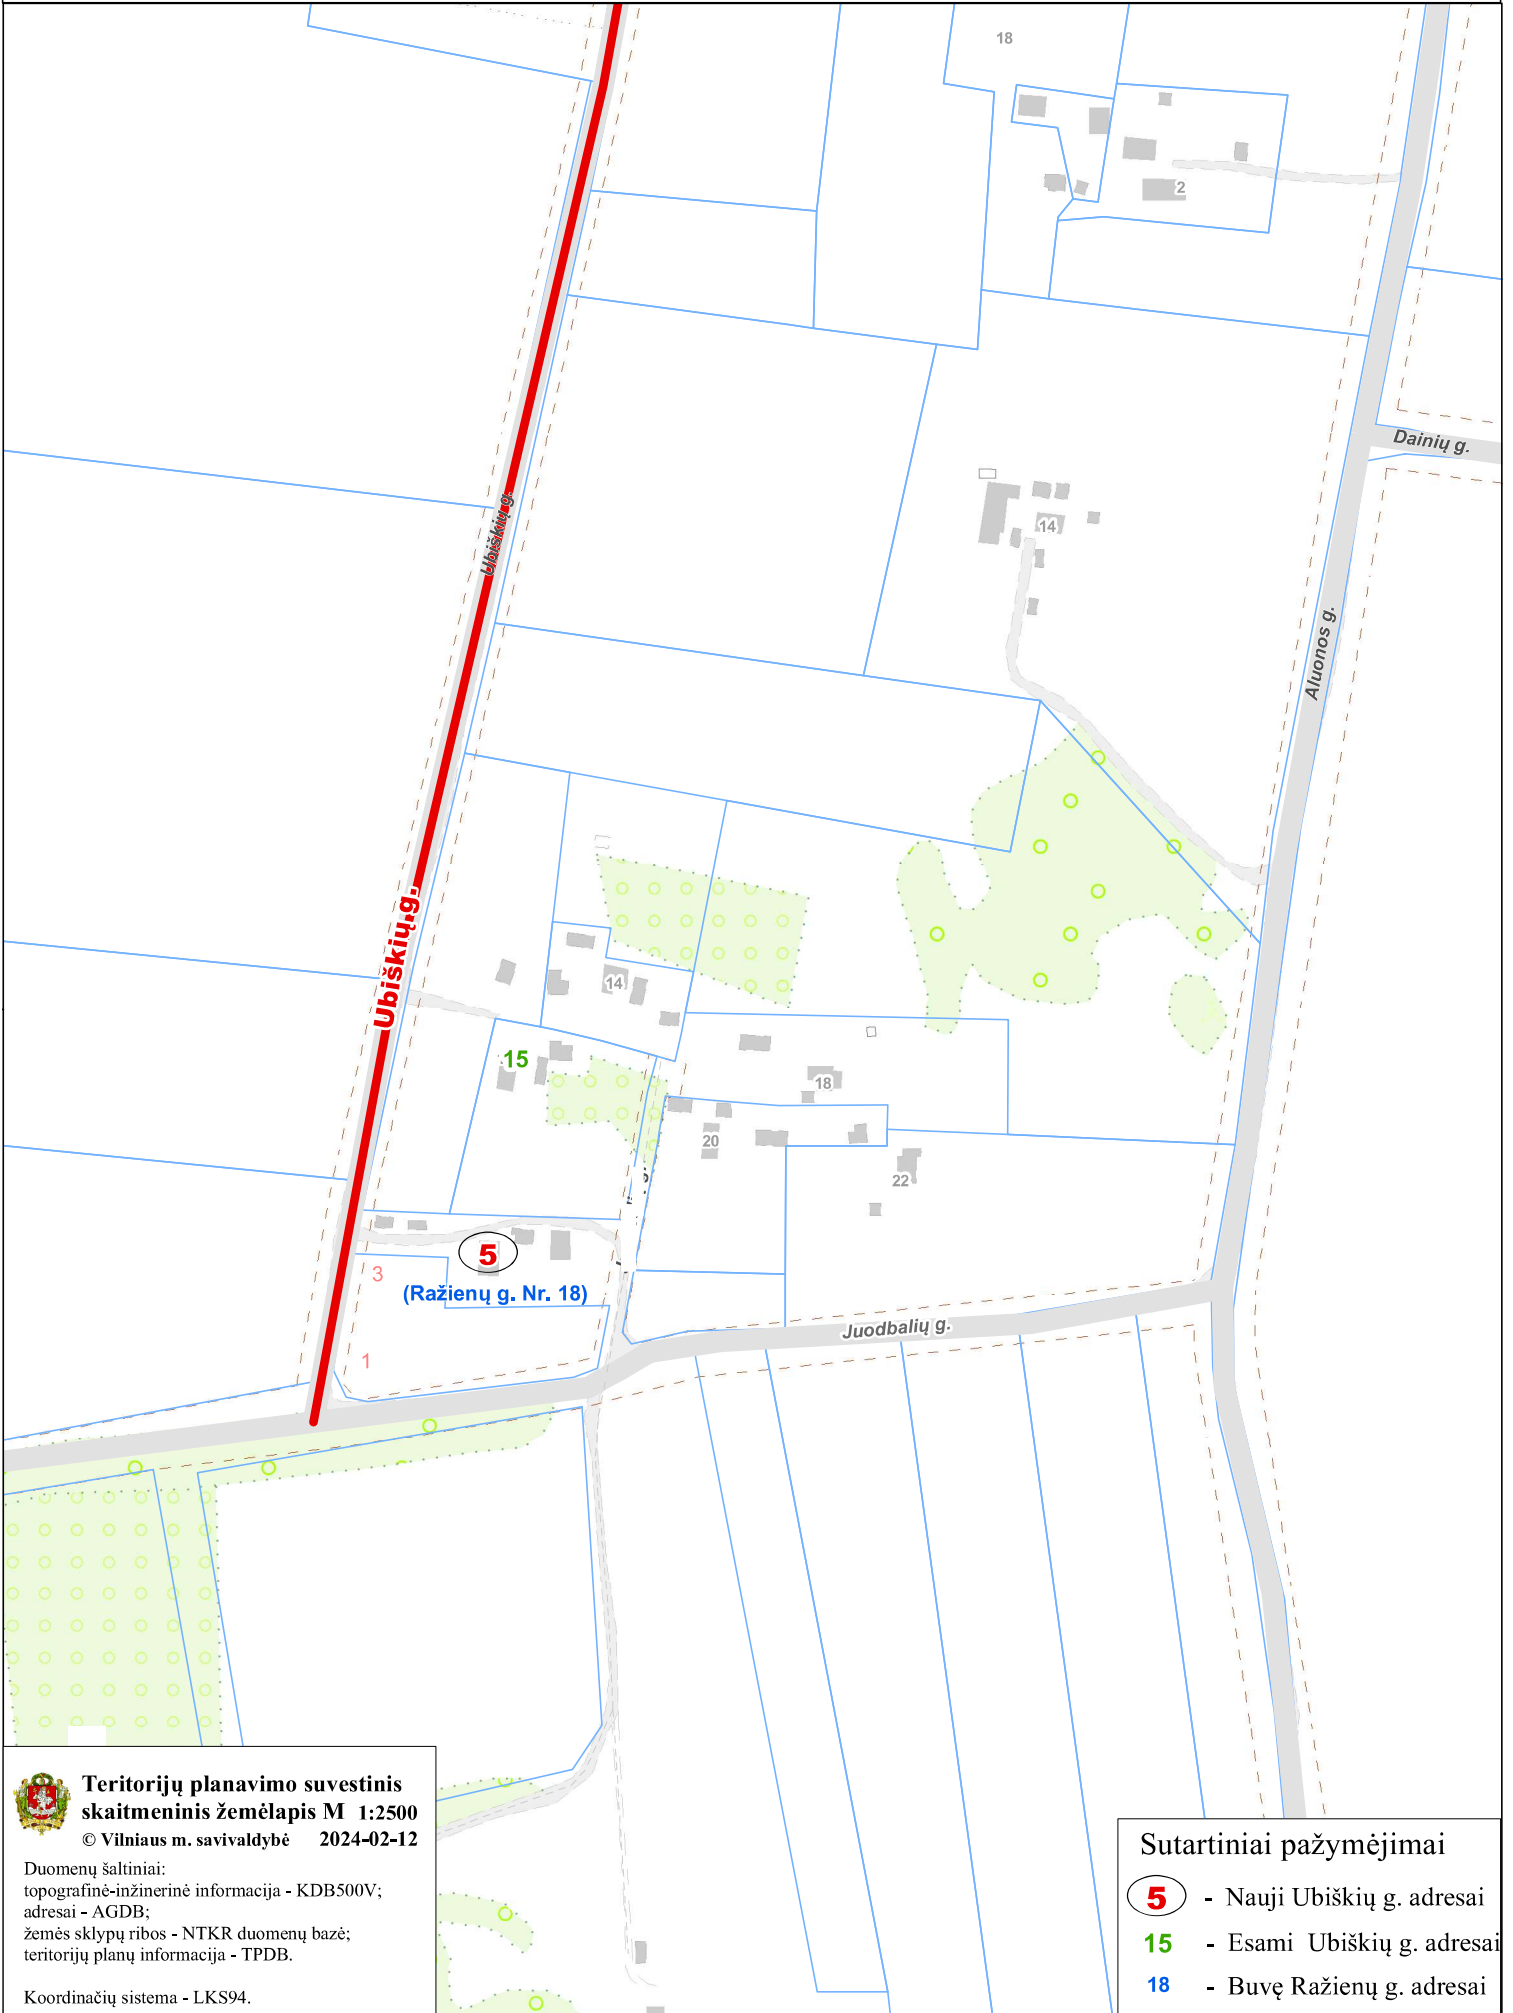 18
2
Dainių g.
Ubiškių g.
14
Aluonos g.
Ubiškių g.
14
15
18
20
22
5
3
(Ražienų g. Nr. 18)
Juodbalių g.
1
Teritorijų planavimo suvestinis
skaitmeninis žemėlapis M 1:2500
© Vilniaus m. savivaldybė 2024-02-12
Duomenų šaltiniai:
topografinė-inžinerinė informacija - KDB500V;
adresai - AGDB;
žemės sklypų ribos - NTKR duomenų bazė;
teritorijų planų informacija - TPDB.
Koordinačių sistema - LKS94.
Sutartiniai pažymėjimai
5 - Nauji Ubiškių g. adresai
15 - Esami Ubiškių g. adresai
18 - Buvę Ražienų g. adresai